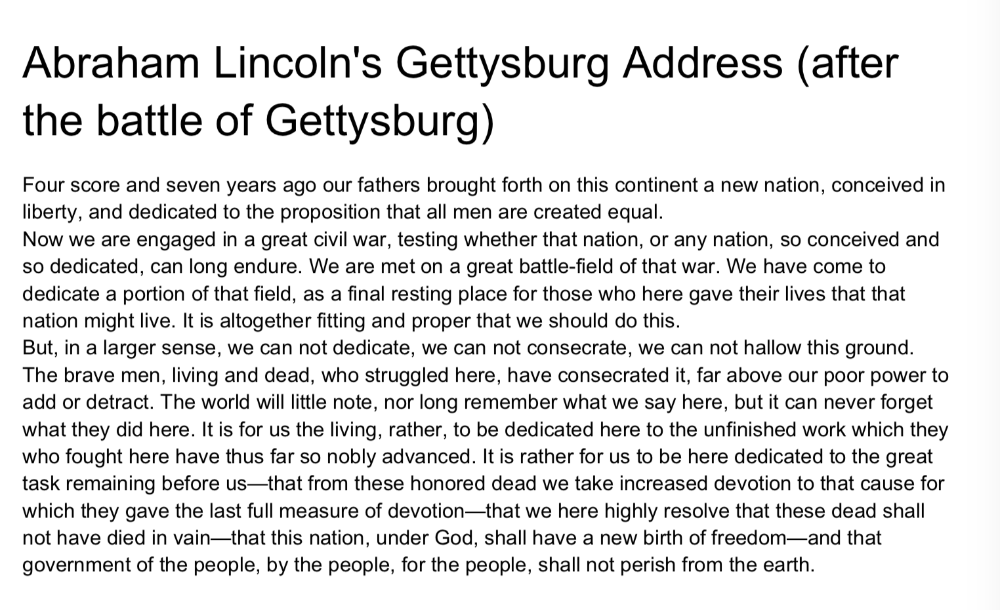 Abraham Lincoln's Gettysburg Address (after
the battle of Gettysburg)
Four score and seven years ago our fathers brought forth on this continent a new nation, conceived in
liberty, and dedicated to the proposition that all men are created equal.
Now we are engaged in a great civil war, testing whether that nation, or any nation, so conceived and
so dedicated, can long endure. We are met on a great battle-field of that war. We have come to
dedicate a portion of that field, as a final resting place for those who here gave their lives that that
nation might live. It is altogether fitting and proper that we should do this.
But, in a larger sense, we can not dedicate, we can not consecrate, we can not hallow this ground.
The brave men, living and dead, who struggled here, have consecrated it, far above our poor power to
add or detract. The world will little note, nor long remember what we say here, but it can never forget
what they did here. It is for us the living, rather, to be dedicated here to the unfinished work which they
who fought here have thus far so nobly advanced. It is rather for us to be here dedicated to the great
task remaining before us—that from these honored dead we take increased devotion to that cause for
which they gave the last full measure of devotion—that we here highly resolve that these dead shall
not have died in vain—that this nation, under God, shall have a new birth of freedom—and that
government of the people, by the people, for the people, shall not perish from the earth.